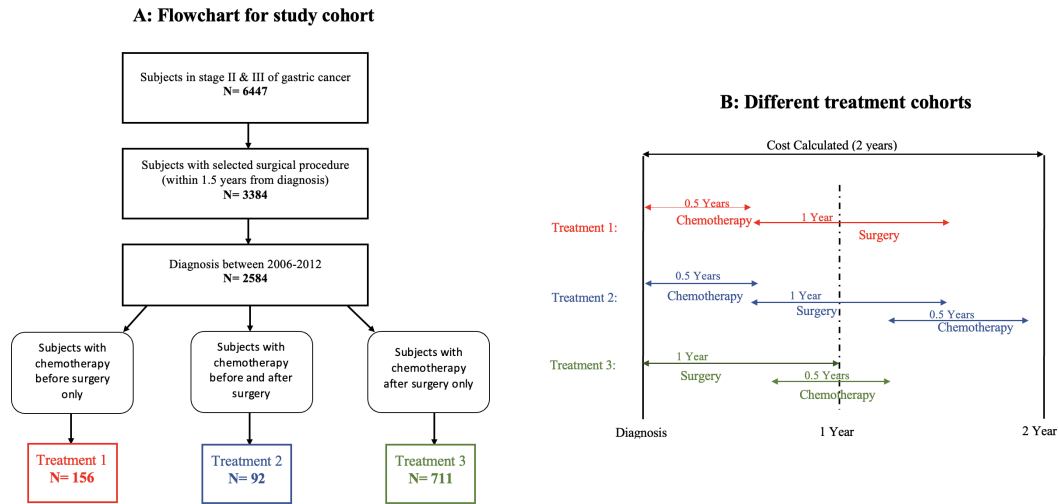 A: Flowchart for study cohort
Subjects in stage II & III of gastric cancer
N= 6447
Subjects with selected surgical procedure
(within 1.5 years from diagnosis)
N= 3384
Diagnosis between 2006-2012
N= 2584
Subjects with
chemotherapy
before surgery
only
Subjects with
chemotherapy
before and after
surgery
Subjects with
chemotherapy
after surgery only
Treatment 1
N= 156
Treatment 2
N= 92
Treatment 3
N= 711
B: Different treatment cohorts
Cost Calculated (2 years)
Treatment 1:
0.5 Years
Chemotherapy
1 Year
Surgery
Treatment 2:
0.5 Years
Chemotherapy
1 Year
Surgery
0.5 Years
Chemotherapy
Treatment 3:
1 Year
Surgery
0.5 Years
Chemotherapy
Diagnosis
1 Year
2 Year